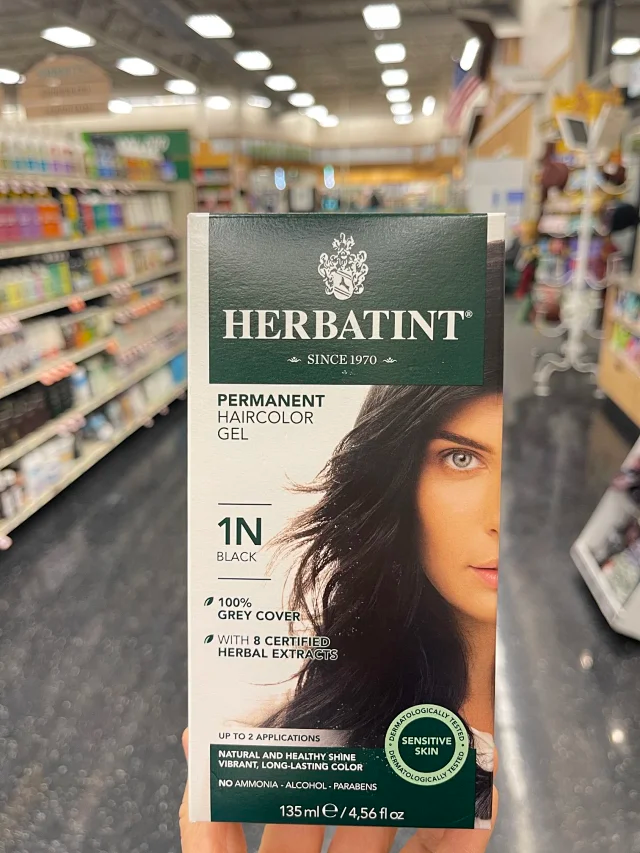 HERBATINT®
SINCE 1970
PERMANENT
HAIRCOLOR
GEL
1N
BLACK
100%
GREY COVER
WITH 8 CERTIFIED
HERBAL EXTRACTS
UP TO 2 APPLICATIONS
NATURAL AND HEALTHY SHINE
VIBRANT, LONG-LASTING COLOR
NO AMMONIA - ALCOHOL - PARABENS
DERMATOLOGICALLY TESTED
SENSITIVE
SKIN
DERMATOLOGICALLY TESTED
135 ml ℮ / 4,56 fl oz